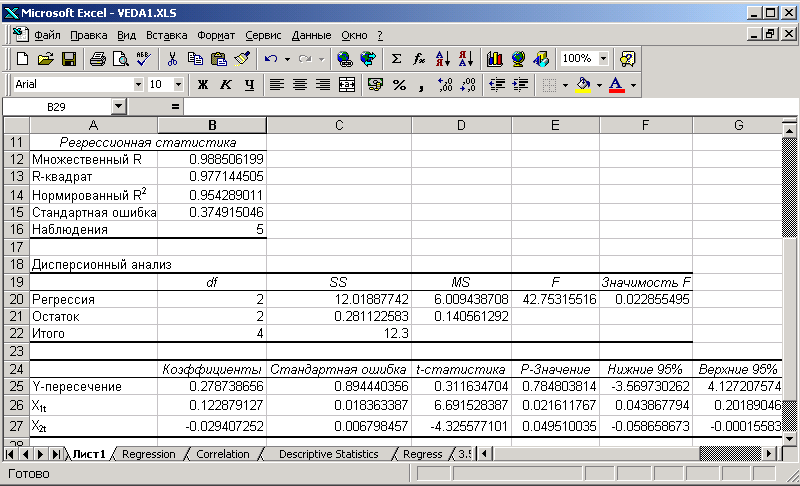 Microsoft Excel - VEDA1.XLS
Файл Правка Вид Вставка Формат Сервис Данные Окно ?
100%
Arial 10 Ж К Ч
B29 =
A B C D E F G
11 Регрессионная статистика
12 Множественный R 0.988506199
13 R-квадрат 0.977144505
14 Нормированный R² 0.954289011
15 Стандартная ошибка 0.374915046
16 Наблюдения 5
17
18 Дисперсионный анализ
19 df SS MS F Значимость F
20 Регрессия 2 12.01887742 6.009438708 42.75315516 0.022855495
21 Остаток 2 0.281122583 0.140561292
22 Итого 4 12.3
23
24 Коэффициенты Стандартная ошибка t-статистика P-Значение Нижние 95% Верхние 95%
25 Y-пересечение 0.278738656 0.894440356 0.311634704 0.784803814 -3.569730262 4.127207574
26 X1t 0.122879127 0.018363387 6.691528387 0.021611767 0.043867794 0.20189046
27 X2t -0.029407252 0.006798457 -4.325577101 0.049510035 -0.058658673 -0.00015583
28
Лист1 Regression Correlation Descriptive Statistics Regress 3.5
Готово